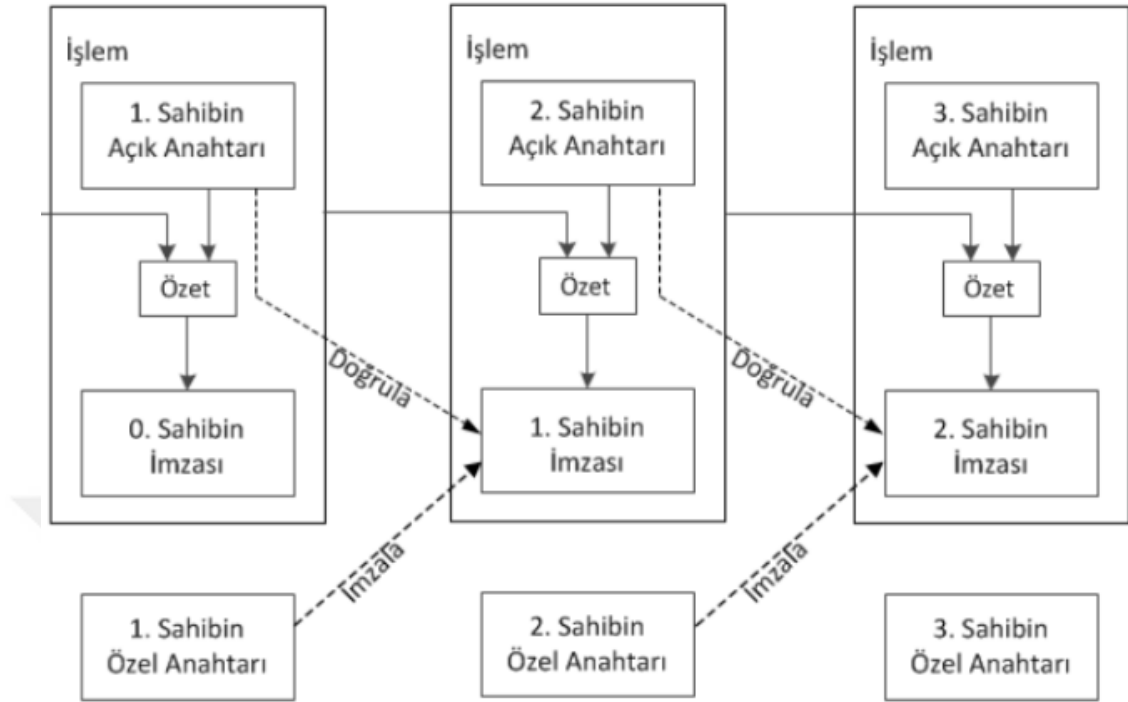 İşlem
1. Sahibin
Açık Anahtarı
Özet
0. Sahibin
İmzası
İşlem
2. Sahibin
Açık Anahtarı
Özet
1. Sahibin
İmzası
İşlem
3. Sahibin
Açık Anahtarı
Özet
2. Sahibin
İmzası
Doğrula
Doğrula
İmzala
İmzala
1. Sahibin
Özel Anahtarı
2. Sahibin
Özel Anahtarı
3. Sahibin
Özel Anahtarı